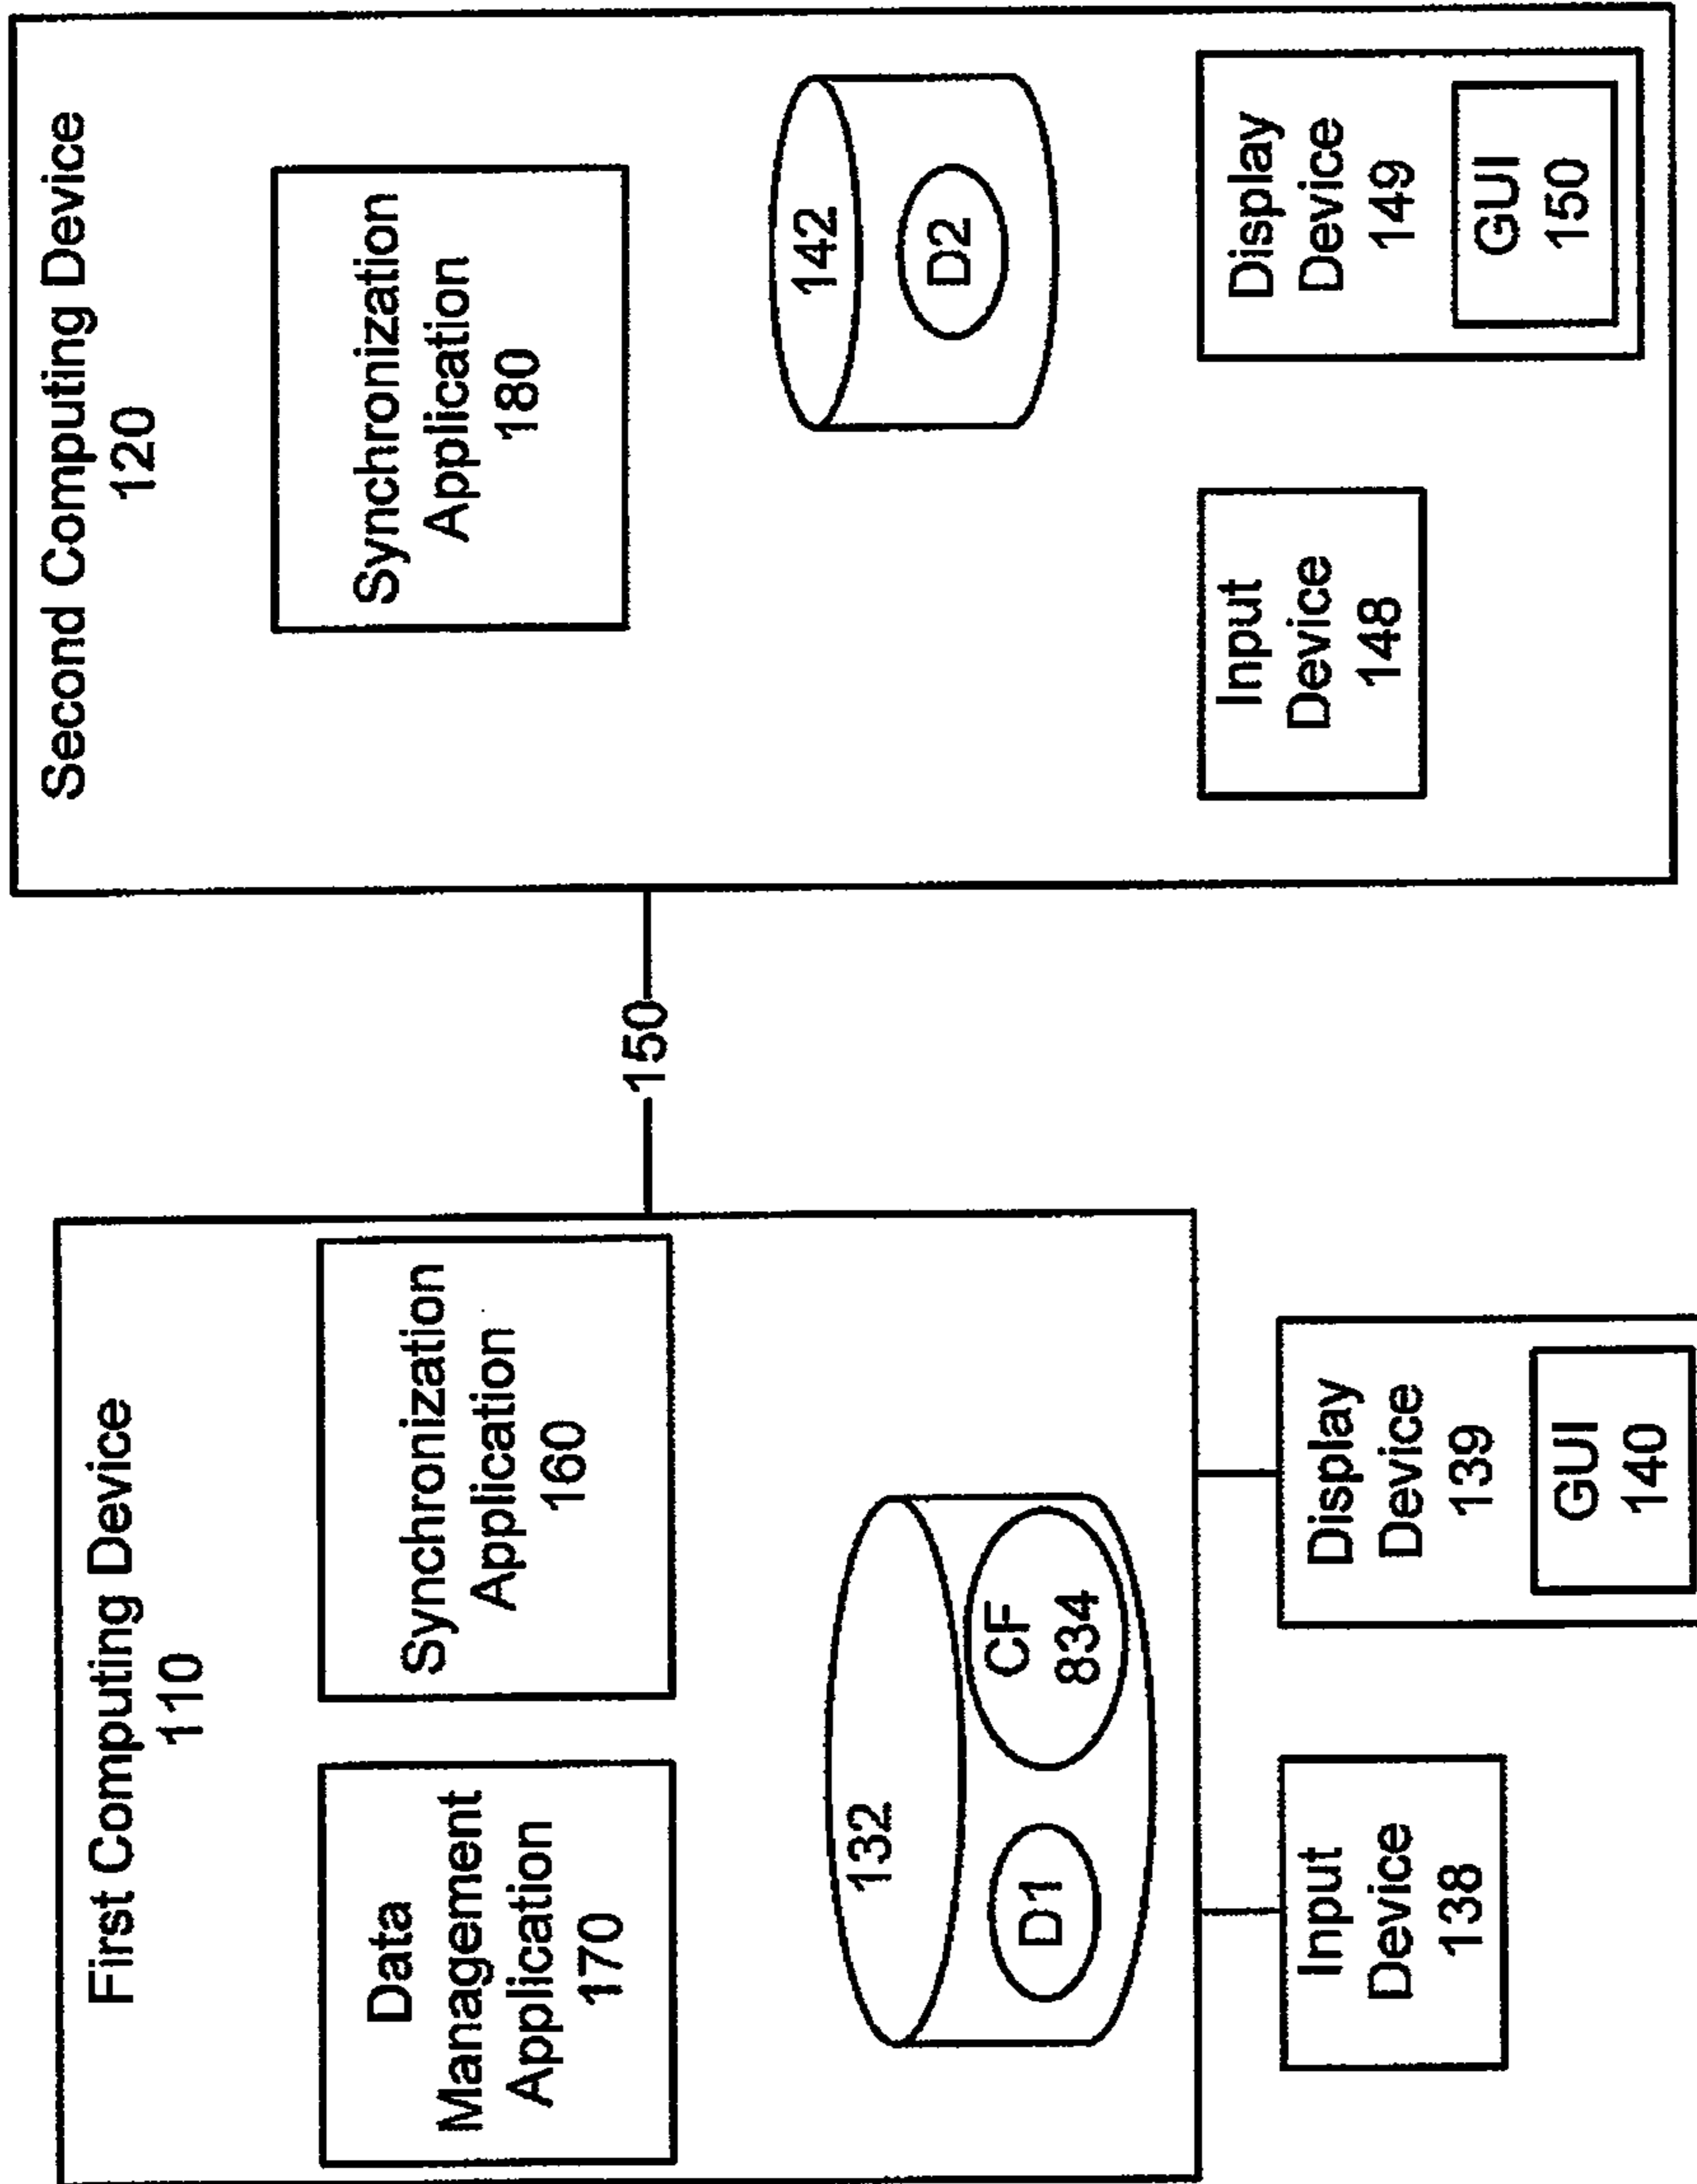 First Computing Device
110
Data
Management
Application
170
Synchronization
Application
160
132
D1
CF
834
Input
Device
138
Display
Device
139
GUI
140
150
Second Computing Device
120
Synchronization
Application
180
142
D2
Input
Device
148
Display
Device
149
GUI
150